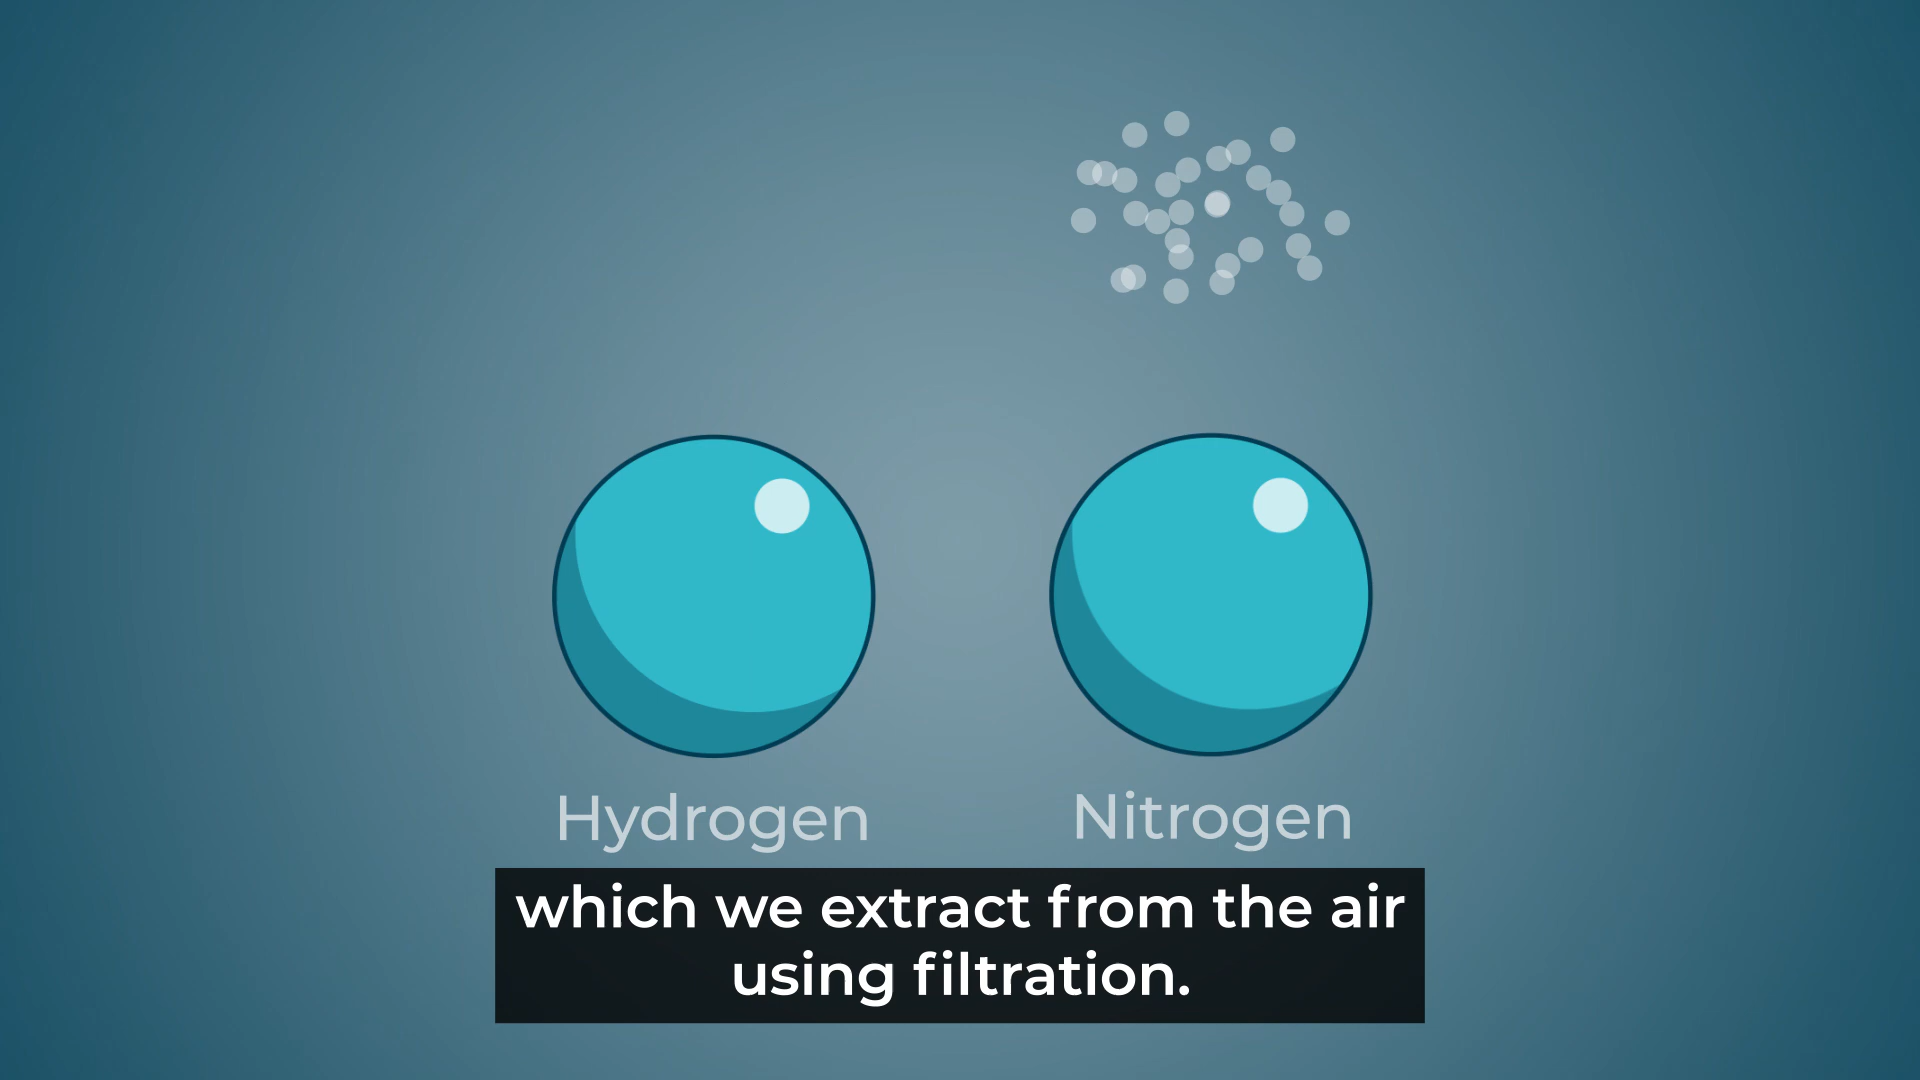 Hydrogen
Nitrogen
which we extract from the air
using filtration.